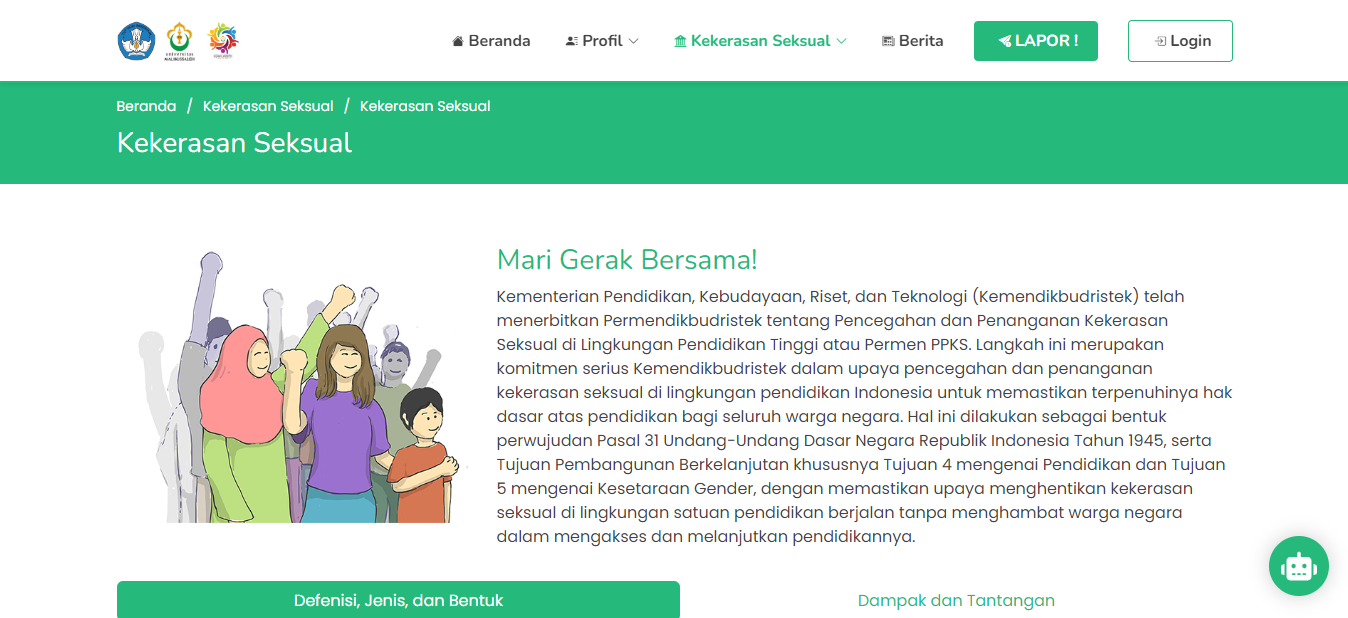 Beranda Profil Kekerasan Seksual Berita LAPOR ! Login
Beranda / Kekerasan Seksual / Kekerasan Seksual
Kekerasan Seksual
Mari Gerak Bersama!
Kementerian Pendidikan, Kebudayaan, Riset, dan Teknologi (Kemendikbudristek) telah
menerbitkan Permendikbudristek tentang Pencegahan dan Penanganan Kekerasan
Seksual di Lingkungan Pendidikan Tinggi atau Permen PPKS. Langkah ini merupakan
komitmen serius Kemendikbudristek dalam upaya pencegahan dan penanganan
kekerasan seksual di lingkungan pendidikan Indonesia untuk memastikan terpenuhinya hak
dasar atas pendidikan bagi seluruh warga negara. Hal ini dilakukan sebagai bentuk
perwujudan Pasal 31 Undang-Undang Dasar Negara Republik Indonesia Tahun 1945, serta
Tujuan Pembangunan Berkelanjutan khususnya Tujuan 4 mengenai Pendidikan dan Tujuan
5 mengenai Kesetaraan Gender, dengan memastikan upaya menghentikan kekerasan
seksual di lingkungan satuan pendidikan berjalan tanpa menghambat warga negara
dalam mengakses dan melanjutkan pendidikannya.
Defenisi, Jenis, dan Bentuk
Dampak dan Tantangan